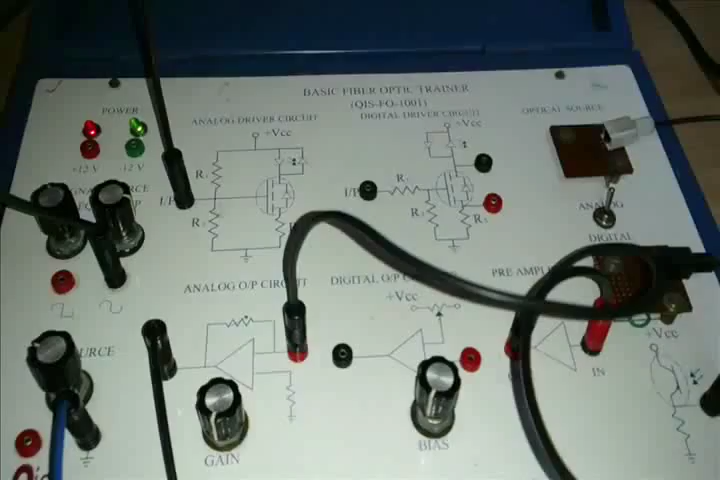 BASIC FIBER OPTIC TRAINER
(QIS-FO-1001)
POWER
ANALOG DRIVER CIRCUIT
DIGITAL DRIVER CIRCUIT
OPTICAL SOURCE
+Vcc
+Vcc
+12 V
-12 V
I/P
I/P
R
R
R
R
R
ANALOG
DIGITAL
ANALOG O/P CIRCUIT
DIGITAL O/P
PRE AMPL
+Vcc
+Vcc
IN
GAIN
BIAS